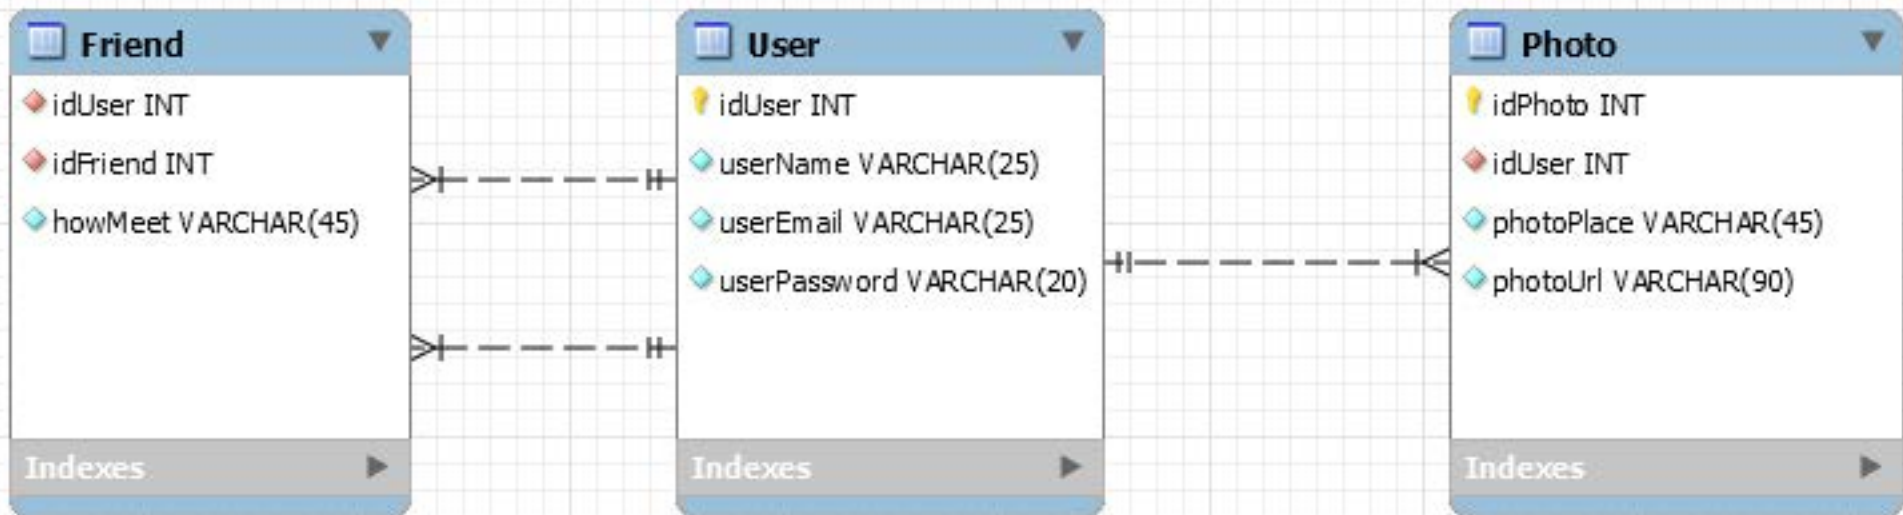 Friend
idUser INT
idFriend INT
howMeet VARCHAR(45)
Indexes
User
idUser INT
userName VARCHAR(25)
userEmail VARCHAR(25)
userPassword VARCHAR(20)
Indexes
Photo
idPhoto INT
idUser INT
photoPlace VARCHAR(45)
photoUrl VARCHAR(90)
Indexes